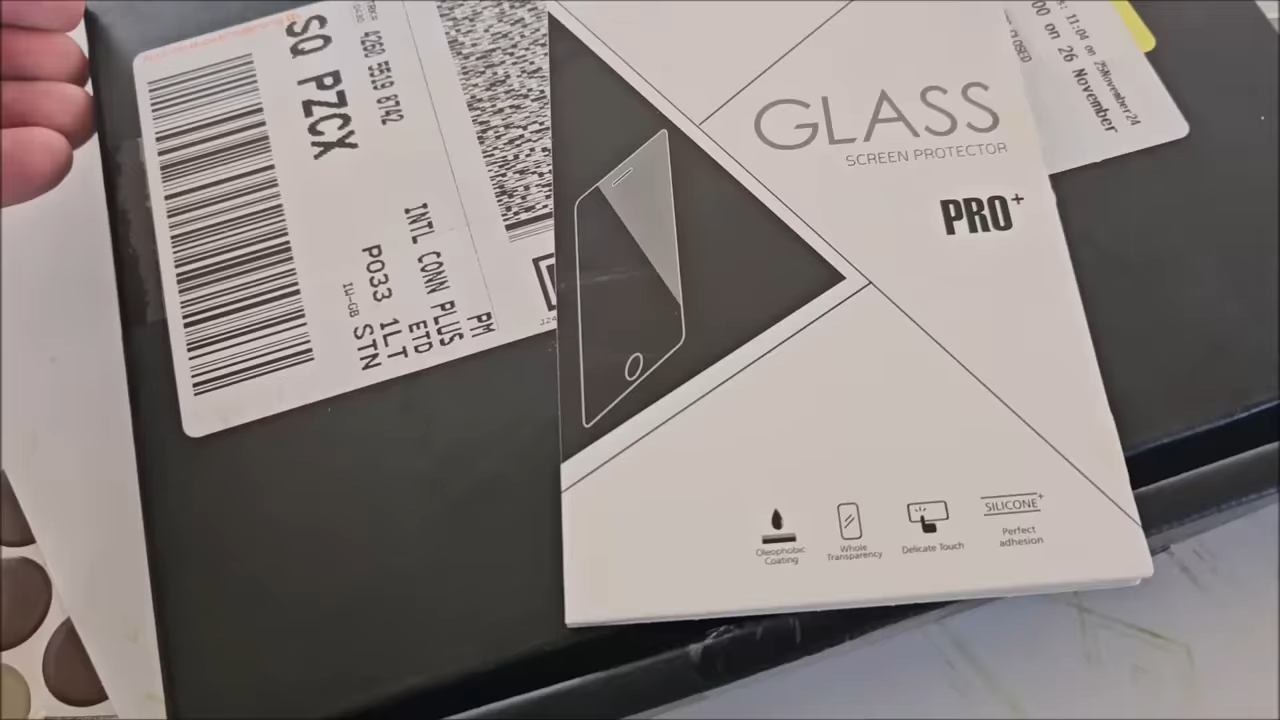 SQ PZCX
4260 5519 8742
INTL CONN PLUS
PM
ETD
PO33 1LT
IW-GB STN
GLASS
SCREEN PROTECTOR
PRO+
Oleophobic
Coating
Whole
Transparency
Delicate Touch
SILICONE+
Perfect
adhesion
: 11:04 on 25November24
00 on 26 November